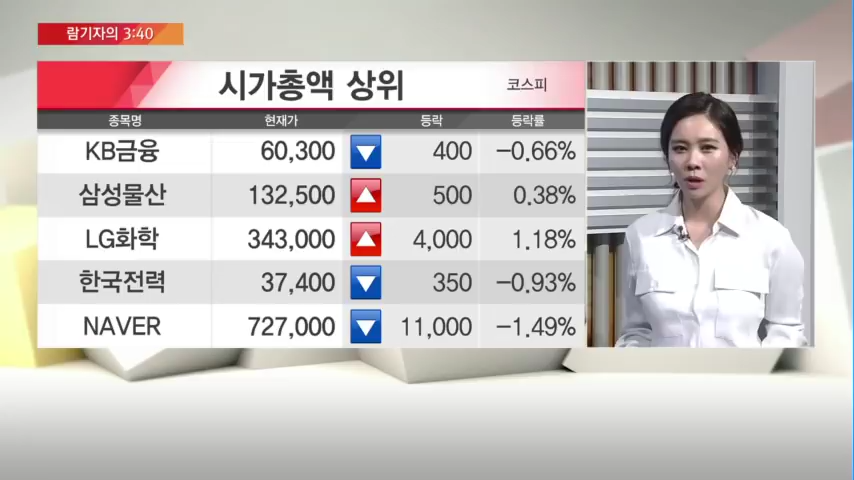 람기자의 3:40
시가총액 상위 코스피
종목명 현재가 등락 등락률
KB금융 60,300 ▼ 400 -0.66%
삼성물산 132,500 ▲ 500 0.38%
LG화학 343,000 ▲ 4,000 1.18%
한국전력 37,400 ▼ 350 -0.93%
NAVER 727,000 ▼ 11,000 -1.49%